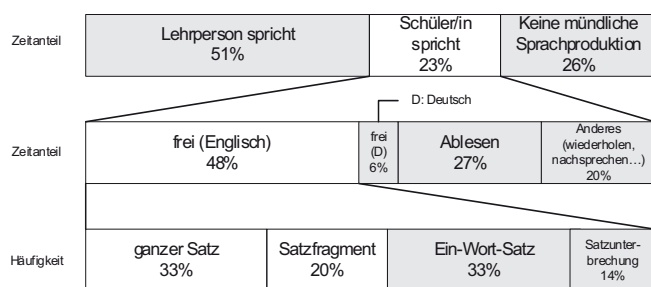 Zeitanteil
Lehrperson spricht
51%
Schüler/in
spricht
23%
Keine mündliche
Sprachproduktion
26%
D: Deutsch
Zeitanteil
frei (Englisch)
48%
frei
(D)
6%
Ablesen
27%
Anderes
(wiederholen,
nachsprechen…)
20%
Häufigkeit
ganzer Satz
33%
Satzfragment
20%
Ein-Wort-Satz
33%
Satzunter-
brechung
14%